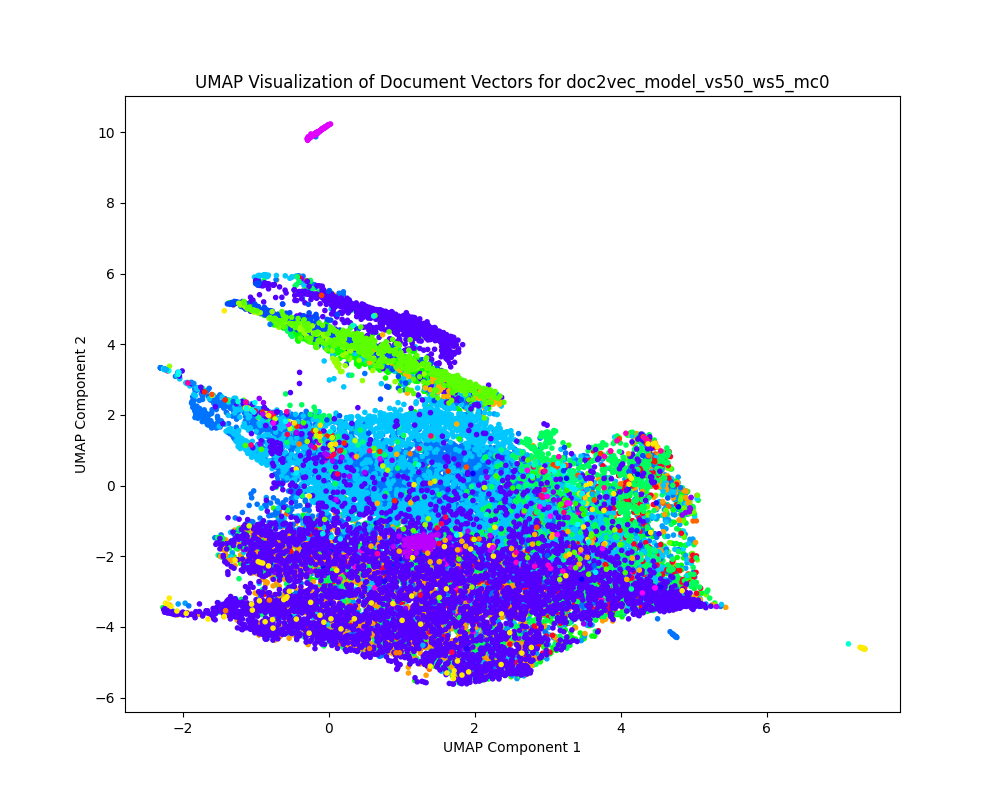 UMAP Visualization of Document Vectors for doc2vec_model_vs50_ws5_mc0
10
8
6
4
2
0
−2
−4
−6
UMAP Component 2
−2 0 2 4 6
UMAP Component 1